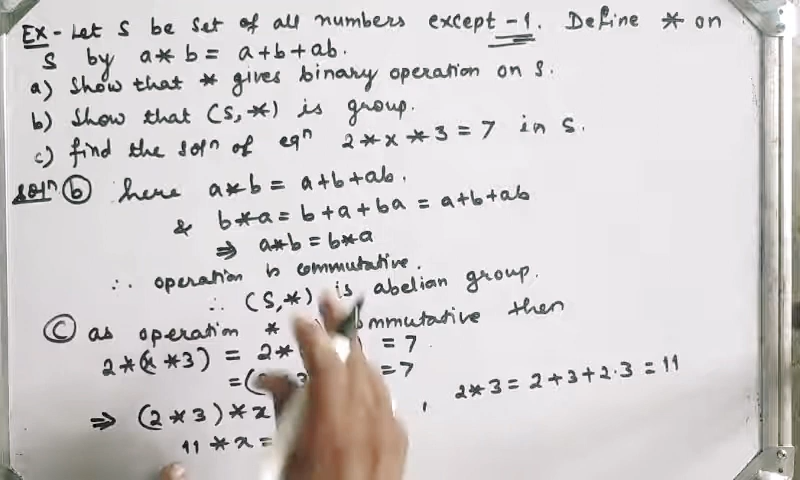 Ex - Let S be set of all numbers except -1. Define * on
S by a * b = a+b+ab.
a) Show that * gives binary operation on S.
b) Show that (S,*) is group.
c) find the solⁿ of eqⁿ 2*x*3 = 7 in S.
solⁿ (b) here a*b = a+b+ab.
& b*a = b+a+ba = a+b+ab
⇒ a*b = b*a
∴ operation is commutative.
∴ (S,*) is abelian group.
(c) as operation * mmutative then
2*(x*3) = 2* = 7
=( 3 = 7
⇒ (2*3)*x , 2*3 = 2+3+2.3 = 11
11 * x =